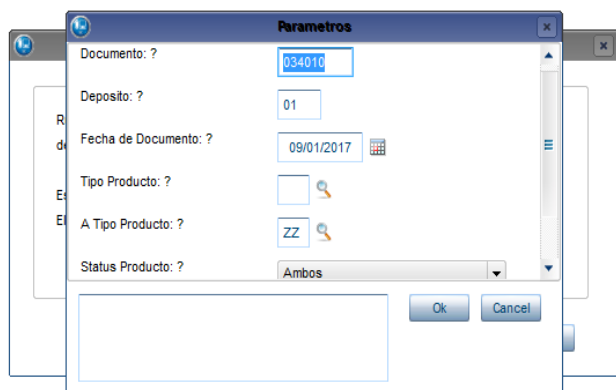 Parametros
Documento: ? 034010
Deposito: ? 01
Fecha de Documento: ? 09/01/2017
Tipo Producto: ?
A Tipo Producto: ? ZZ
Status Producto: ? Ambos
Ok Cancel